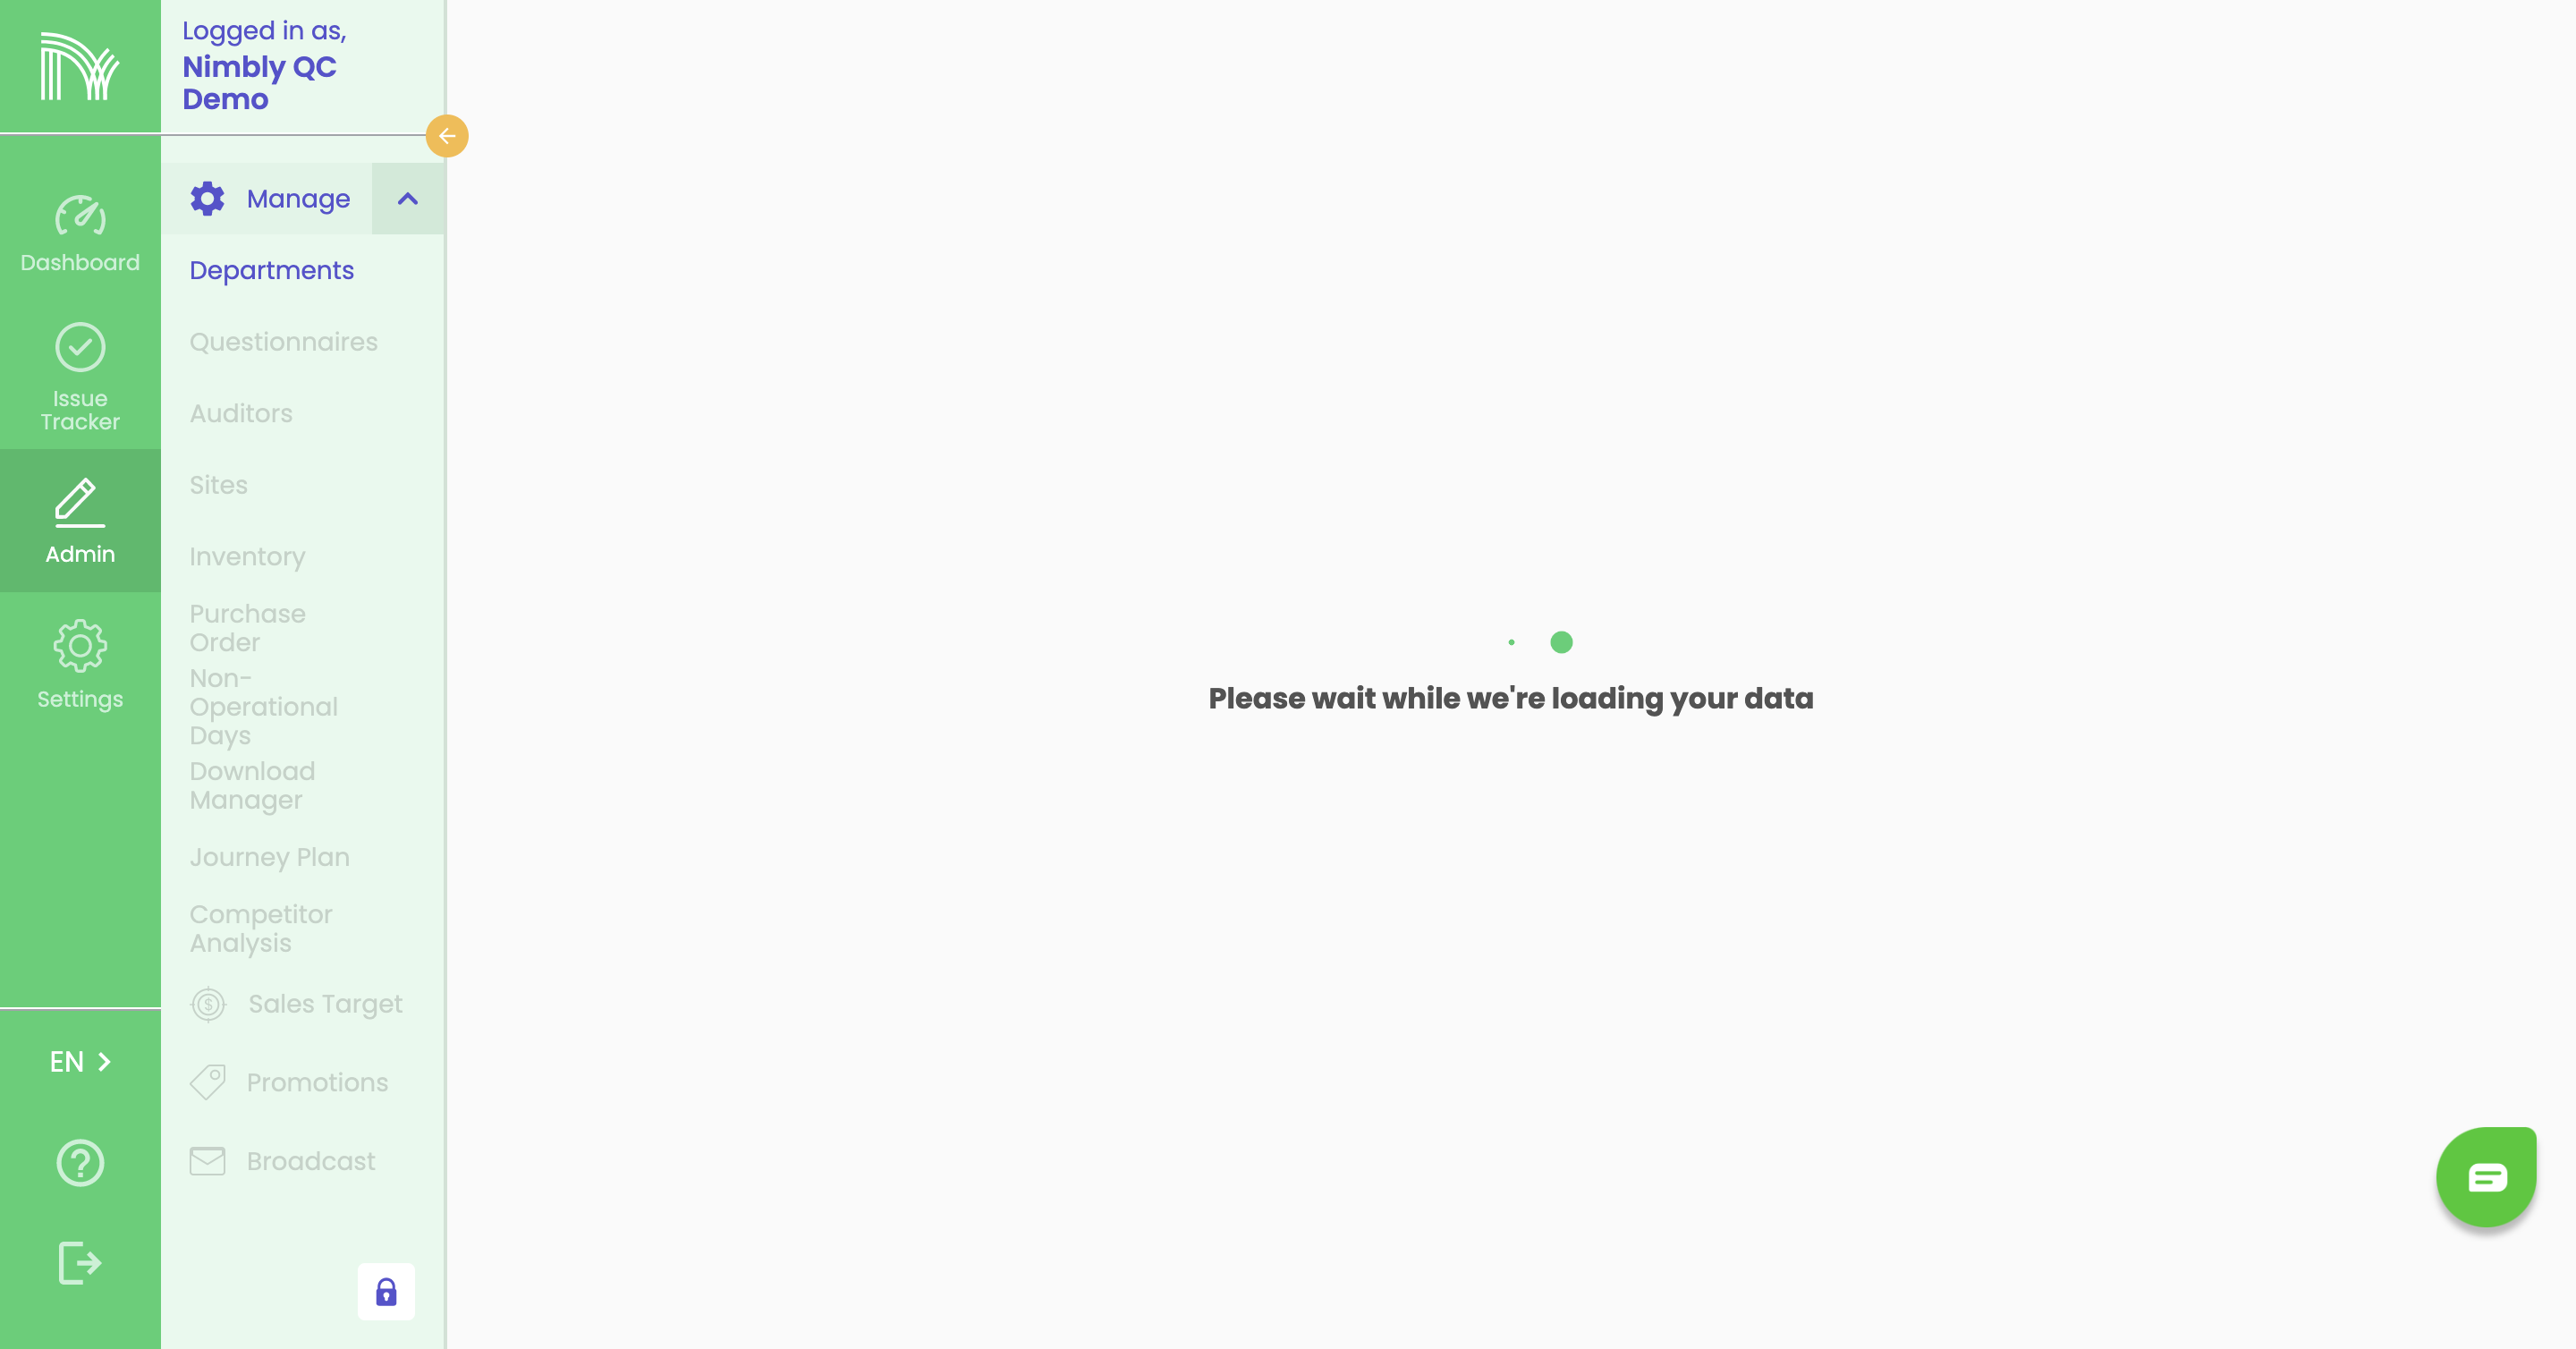 Logged in as,
Nimbly QC
Demo
Dashboard
Issue
Tracker
Admin
Settings
EN
Manage
Departments
Questionnaires
Auditors
Sites
Inventory
Purchase
Order
Non-
Operational
Days
Download
Manager
Journey Plan
Competitor
Analysis
Sales Target
Promotions
Broadcast
Please wait while we're loading your data